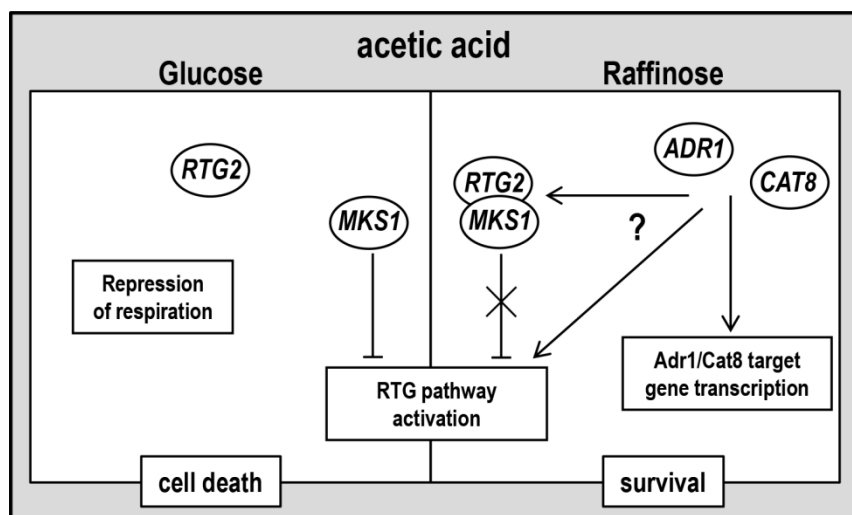 acetic acid
Glucose
Raffinose
RTG2
MKS1
Repression
of respiration
RTG2
MKS1
ADR1
CAT8
?
Adr1/Cat8 target
gene transcription
RTG pathway
activation
cell death
survival